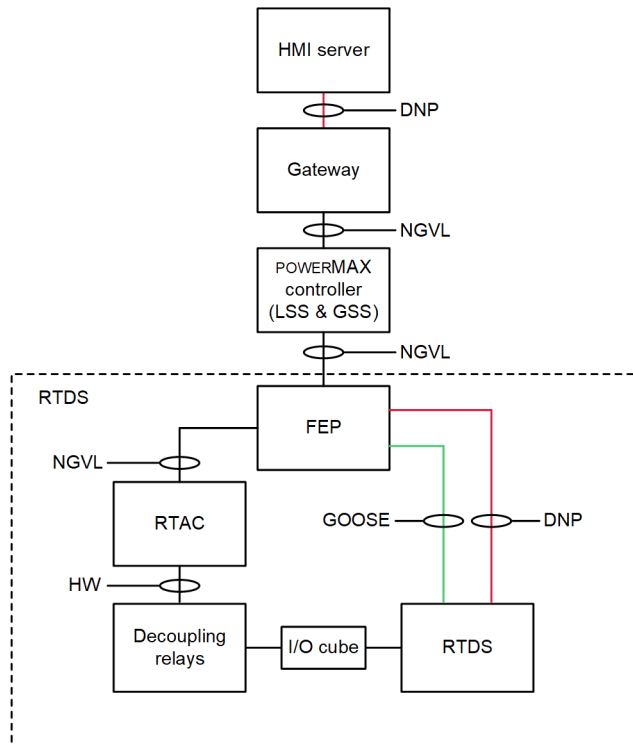 HMI server
DNP
Gateway
NGVL
POWERMAX
controller
(LSS & GSS)
NGVL
RTDS
FEP
NGVL
RTAC
GOOSE
DNP
HW
Decoupling
relays
I/O cube
RTDS